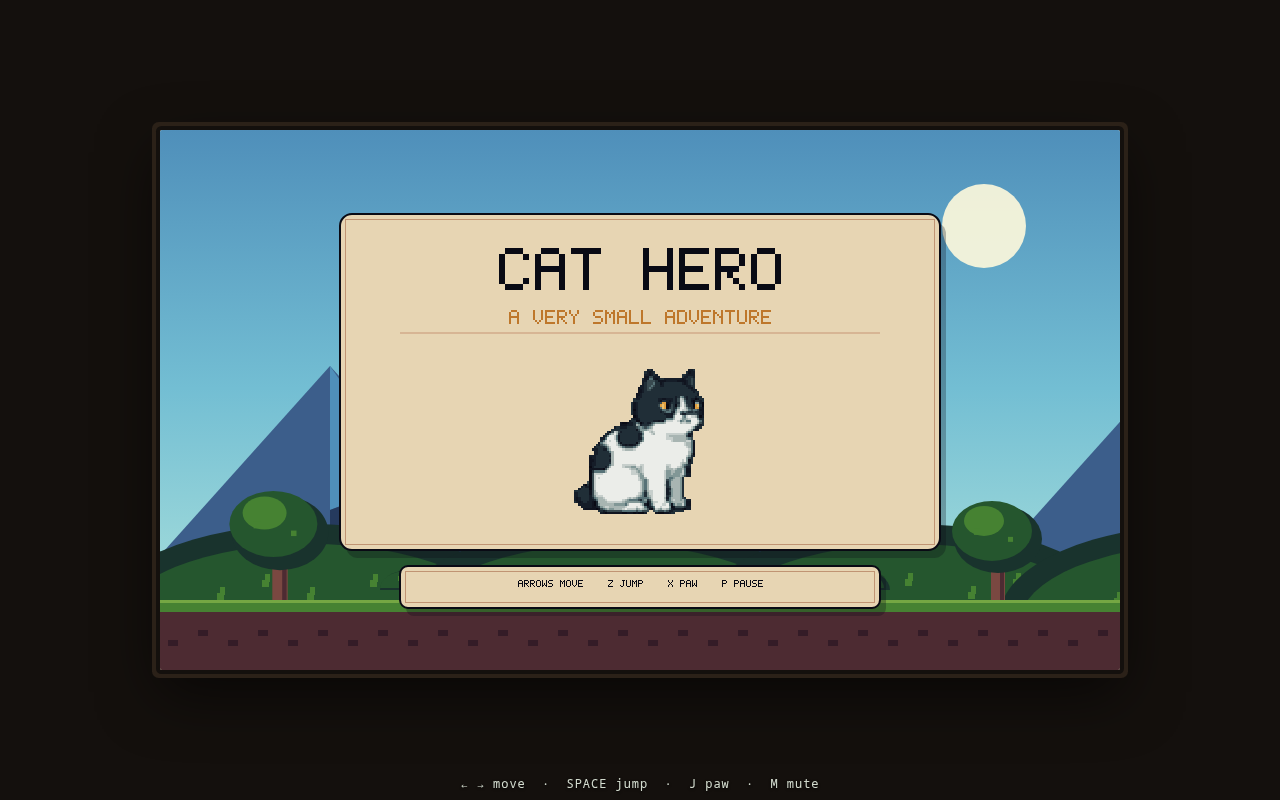 CAT HERO
A VERY SMALL ADVENTURE
ARROWS MOVE Z JUMP X PAW P PAUSE
← → move · SPACE jump · J paw · M mute